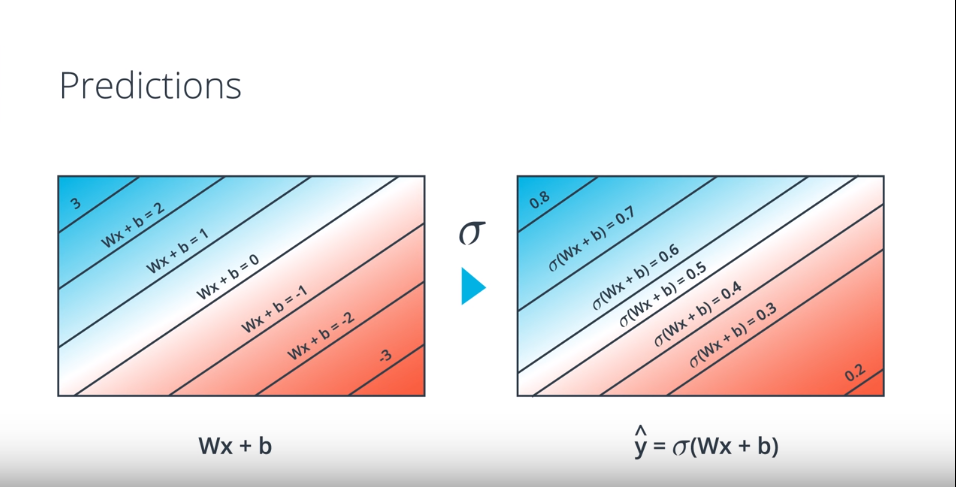 Predictions
3
Wx + b = 2
Wx + b = 1
Wx + b = 0
Wx + b = -1
Wx + b = -2
-3
σ
0.8
σ(Wx + b) = 0.7
σ(Wx + b) = 0.6
σ(Wx + b) = 0.5
σ(Wx + b) = 0.4
σ(Wx + b) = 0.3
0.2
Wx + b
ŷ = σ(Wx + b)